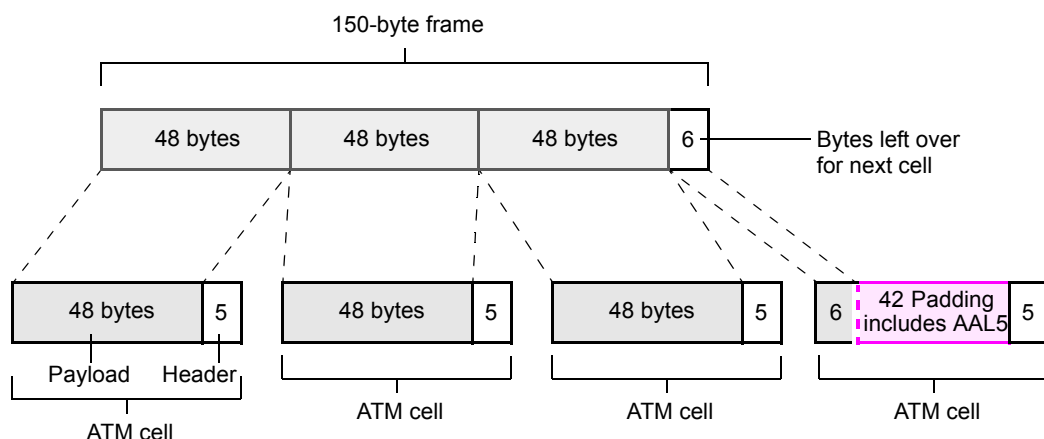 150-byte frame
48 bytes
48 bytes
48 bytes
6
Bytes left over
for next cell
48 bytes
5
48 bytes
5
48 bytes
5
6
42 Padding
includes AAL5
5
Payload
Header
ATM cell
ATM cell
ATM cell
ATM cell